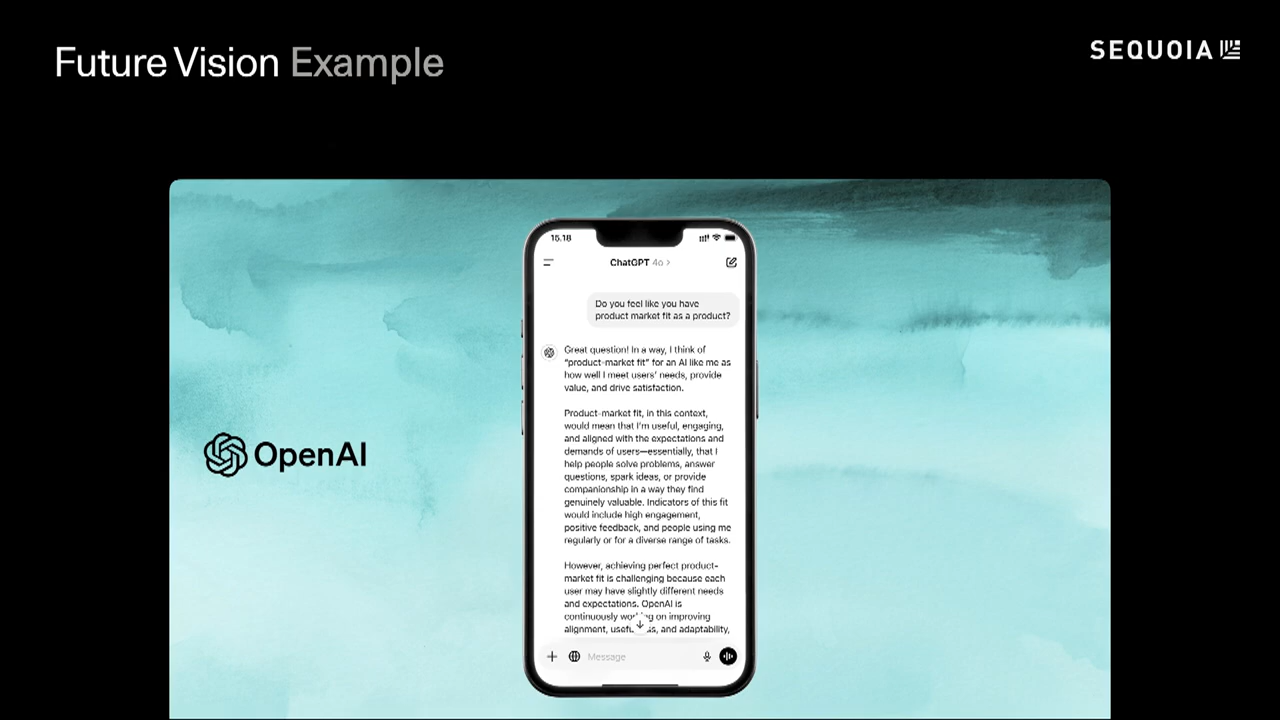 Future Vision Example
SEQUOIA
15.18
ChatGPT 4o >
Do you feel like you have
product market fit as a product?
Great question! In a way, I think of
"product-market fit" for an AI like me as
how well I meet users' needs, provide
value, and drive satisfaction.
Product-market fit, in this context,
would mean that I'm useful, engaging,
and aligned with the expectations and
demands of users—essentially, that I
help people solve problems, answer
questions, spark ideas, or provide
companionship in a way they find
genuinely valuable. Indicators of this fit
would include high engagement,
positive feedback, and people using me
regularly or for a diverse range of tasks.
However, achieving perfect product-
market fit is challenging because each
user may have slightly different needs
and expectations. OpenAI is
continuously on improving
alignment, and adaptability,
Message
OpenAI